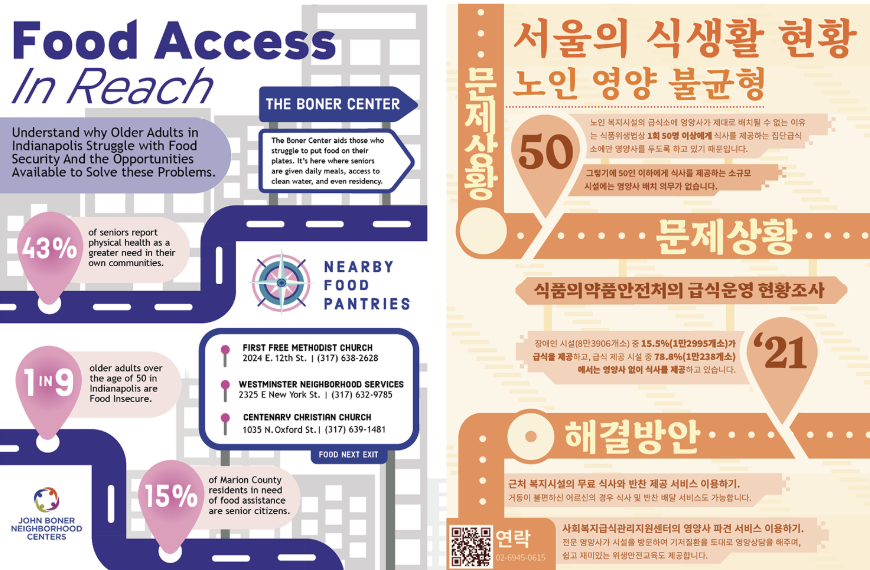 Food Access
In Reach
Understand why Older Adults in
Indianapolis Struggle with Food
Security And the Opportunities
Available to Solve these Problems.
THE BONER CENTER
The Boner Center aids those who
struggle to put food on their
plates. It's here where seniors
are given daily meals, access to
clean water, and even residency.
43%
of seniors report
physical health as a
greater need in their
own communities.
NEARBY
FOOD
PANTRIES
FIRST FREE METHODIST CHURCH
2024 E. 12th St. | (317) 638-2628
WESTMINSTER NEIGHBORHOOD SERVICES
2325 E New York St. | (317) 632-9785
CENTENARY CHRISTIAN CHURCH
1035 N.Oxford St.| (317) 639-1481
FOOD NEXT EXIT
1 IN 9
older adults over
the age of 50 in
Indianapolis are
Food Insecure.
15%
of Marion County
residents in need
of food assistance
are senior citizens.
JOHN BONER
NEIGHBORHOOD
CENTERS
서울의 식생활 현황
노인 영양 불균형
문제상황
50
노인 복지시설의 급식소에 영양사가 제대로 배치될 수 없는 이유
는 식품위생법상 1회 50명 이상에게 식사를 제공하는 집단급식
소에만 영양사를 두도록 하고 있기 때문입니다.
그렇기에 50인 이하에게 식사를 제공하는 소규모
시설에는 영양사 배치 의무가 없습니다.
문제상황
식품의약품안전처의 급식운영 현황조사
장애인 시설(8만3906개소) 중 15.5%(1만2995개소)가
급식을 제공하고, 급식 제공 시설 중 78.8%(1만238개소)
에서는 영양사 없이 식사를 제공하고 있습니다.
‘21
해결방안
근처 복지시설의 무료 식사와 반찬 제공 서비스 이용하기.
거동이 불편하신 어르신의 경우 식사 및 반찬 배달 서비스도 가능합니다.
연락
02-6945-0615
사회복지급식관리지원센터의 영양사 파견 서비스 이용하기.
전문 영양사가 시설을 방문하여 기저질환을 토대로 영양상담을 해주며,
쉽고 재미있는 위생안전교육도 제공합니다.